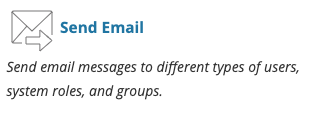 Send Email
Send email messages to different types of users,
system roles, and groups.